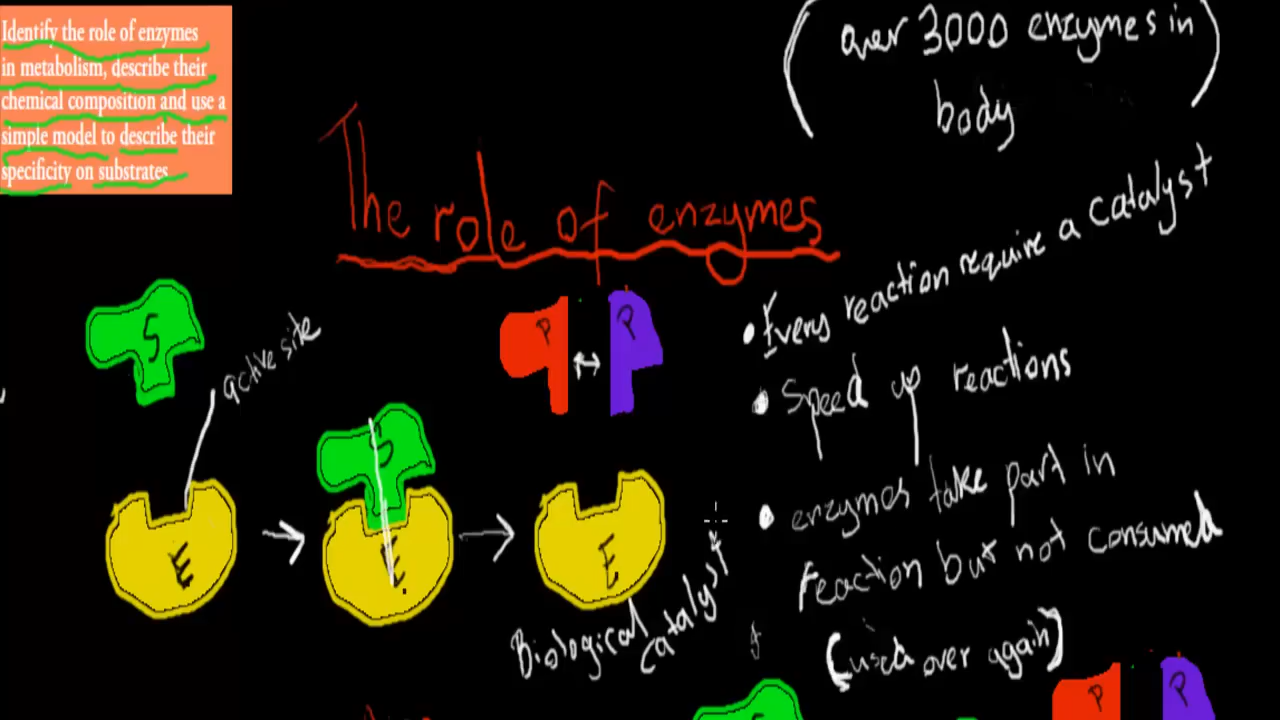 Identify the role of enzymes
in metabolism, describe their
chemical composition and use a
simple model to describe their
specificity on substrates
(over 3000 enzymes in
body
The role of enzymes
• Every reaction require a catalyst
• Speed up reactions
• enzymes take part in
reaction but not consumed
(used over again)
S
active site
P
P
S
E
E
E
Biological
catalyst
S
P
P